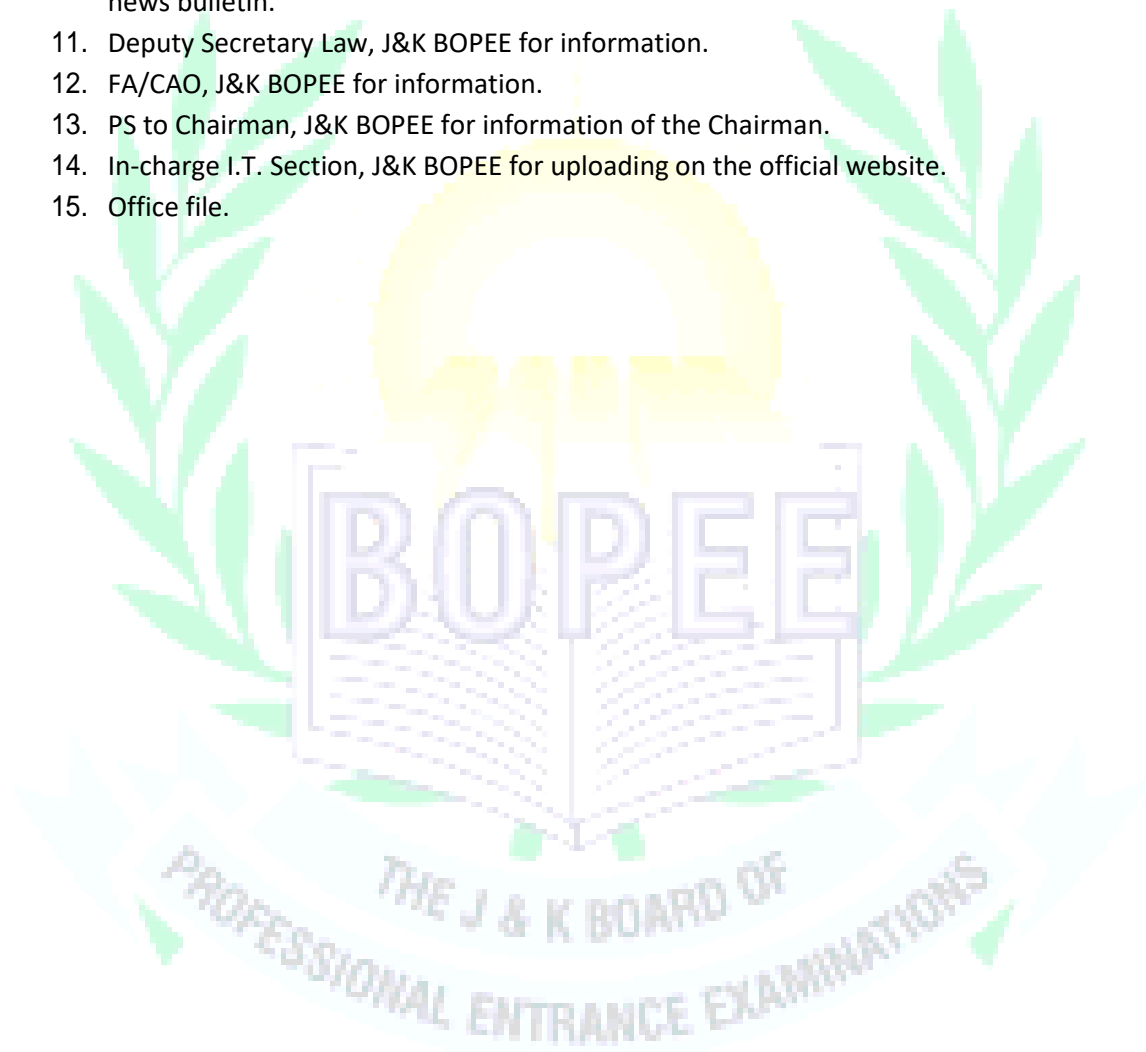 news bulletin.
11. Deputy Secretary Law, J&K BOPEE for information.
12. FA/CAO, J&K BOPEE for information.
13. PS to Chairman, J&K BOPEE for information of the Chairman.
14. In-charge I.T. Section, J&K BOPEE for uploading on the official website.
15. Office file.
BOPEE
THE J & K BOARD OF
PROFESSIONAL ENTRANCE EXAMINATIONS